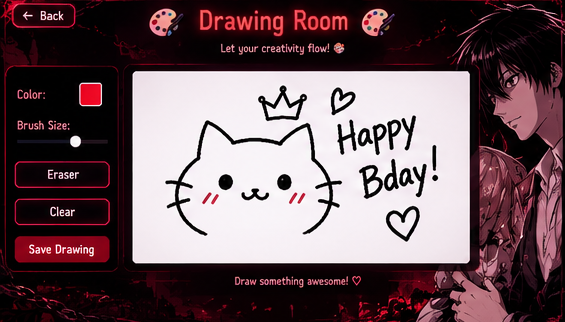 ← Back
🎨 Drawing Room 🎨
Let your creativity flow! 🎨
Color:
Brush Size:
Eraser
Clear
Save Drawing
Happy
Bday!
Draw something awesome! ♡